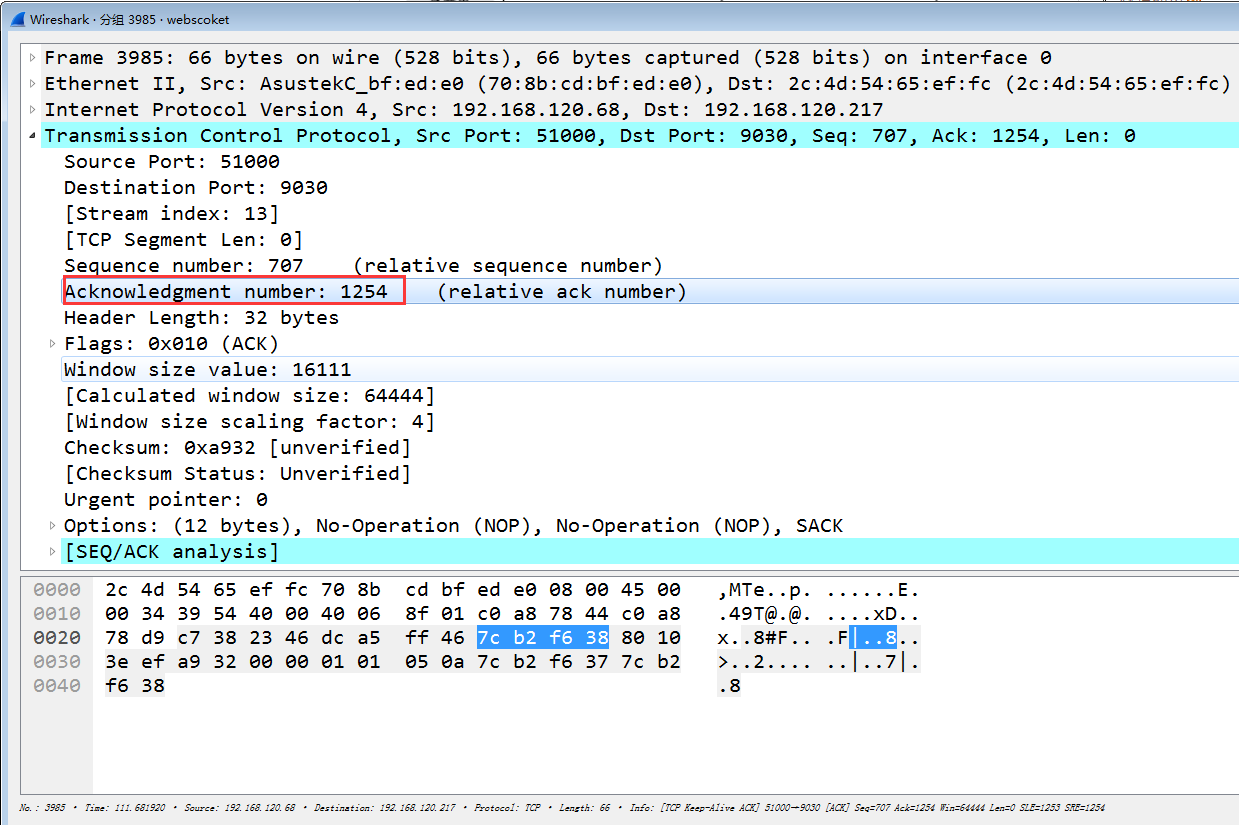 Wireshark · 分组 3985 · webscoket
Frame 3985: 66 bytes on wire (528 bits), 66 bytes captured (528 bits) on interface 0
Ethernet II, Src: AsustekC_bf:ed:e0 (70:8b:cd:bf:ed:e0), Dst: 2c:4d:54:65:ef:fc (2c:4d:54:65:ef:fc)
Internet Protocol Version 4, Src: 192.168.120.68, Dst: 192.168.120.217
Transmission Control Protocol, Src Port: 51000, Dst Port: 9030, Seq: 707, Ack: 1254, Len: 0
Source Port: 51000
Destination Port: 9030
[Stream index: 13]
[TCP Segment Len: 0]
Sequence number: 707    (relative sequence number)
Acknowledgment number: 1254    (relative ack number)
Header Length: 32 bytes
Flags: 0x010 (ACK)
Window size value: 16111
[Calculated window size: 64444]
[Window size scaling factor: 4]
Checksum: 0xa932 [unverified]
[Checksum Status: Unverified]
Urgent pointer: 0
Options: (12 bytes), No-Operation (NOP), No-Operation (NOP), SACK
[SEQ/ACK analysis]
0000  2c 4d 54 65 ef fc 70 8b  cd bf ed e0 08 00 45 00  ,MTe..p. ......E.
0010  00 34 39 54 40 00 40 06  8f 01 c0 a8 78 44 c0 a8  .49T@.@. ....xD..
0020  78 d9 c7 38 23 46 dc a5  ff 46 7c b2 f6 38 80 10  x..8#F.. .F|..8..
0030  3e ef a9 32 00 00 01 01  05 0a 7c b2 f6 37 7c b2  >..2.... ..|..7|.
0040  f6 38  .8
No.: 3985 · Time: 111.681920 · Source: 192.168.120.68 · Destination: 192.168.120.217 · Protocol: TCP · Length: 66 · Info: [TCP Keep-Alive ACK] 51000→9030 [ACK] Seq=707 Ack=1254 Win=64444 Len=0 SLE=1253 SRE=1254